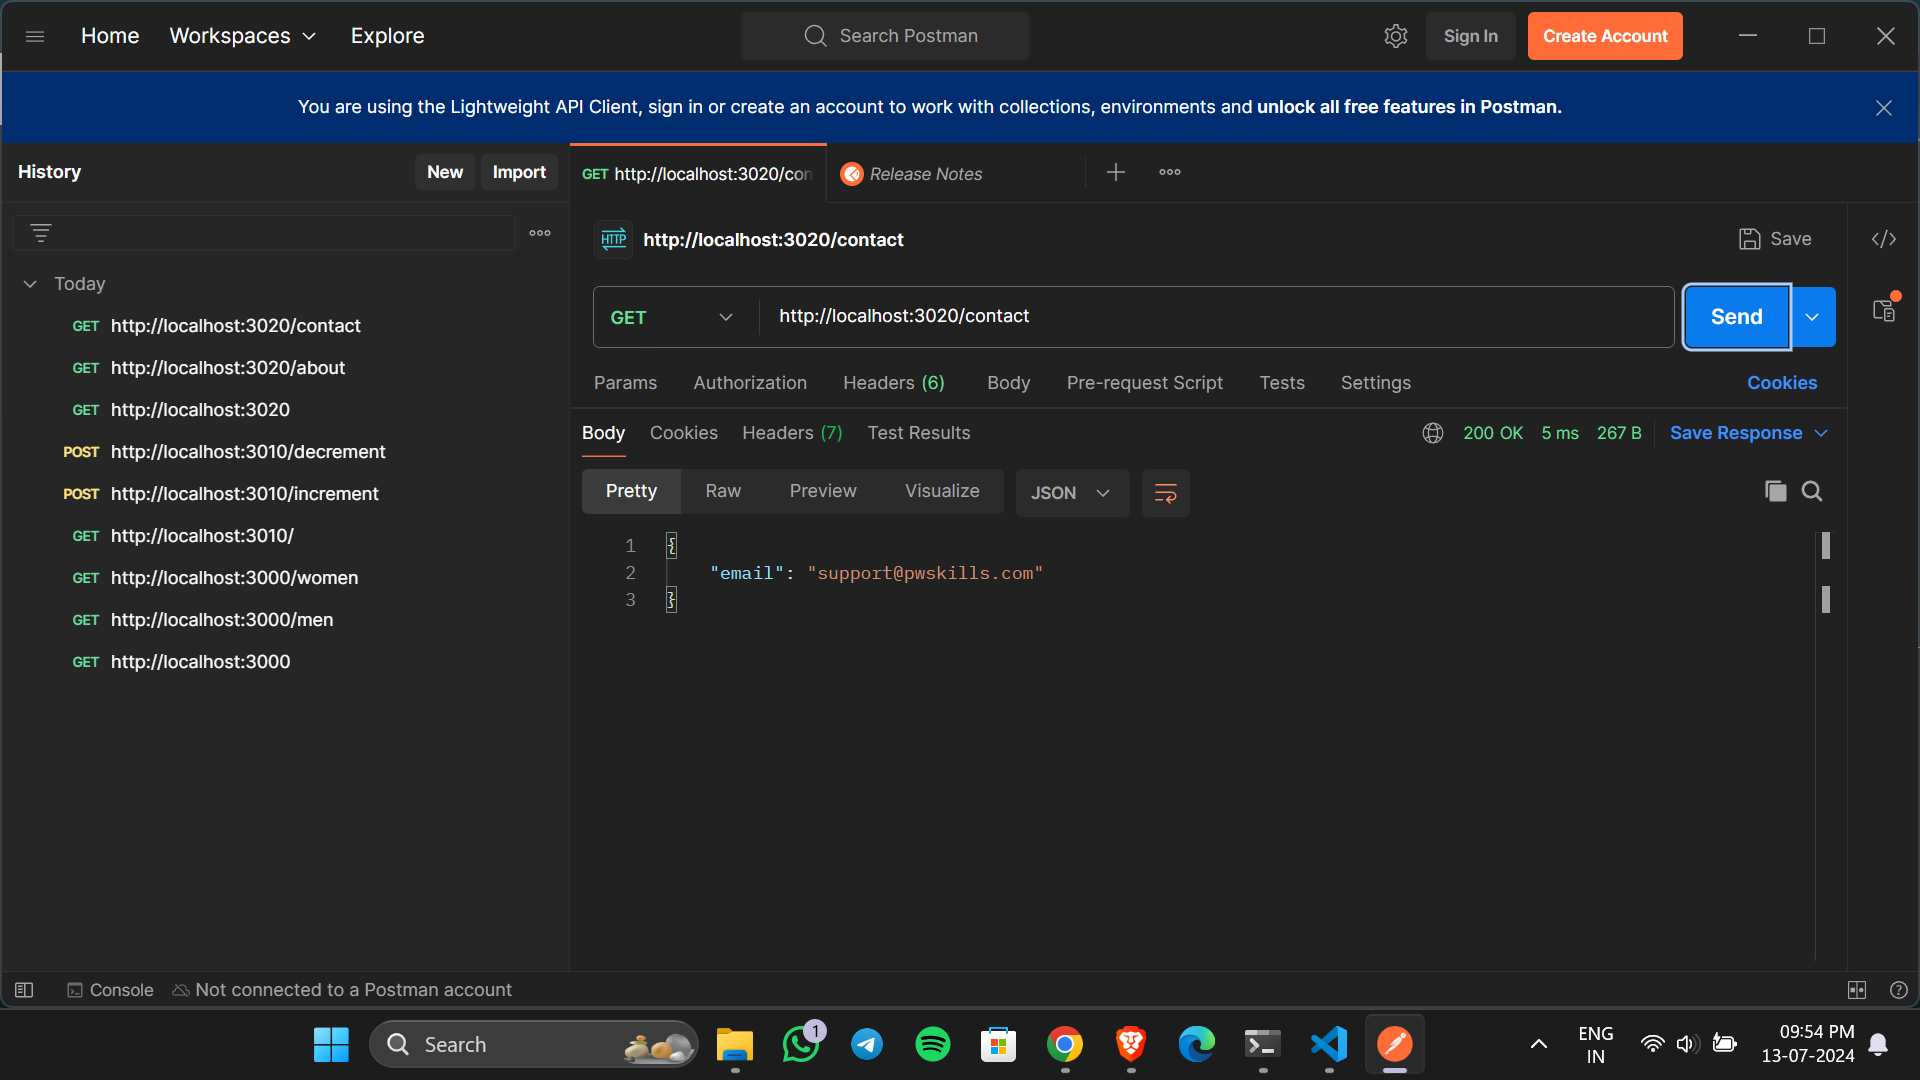 Home Workspaces Explore Search Postman Sign In Create Account
You are using the Lightweight API Client, sign in or create an account to work with collections, environments and unlock all free features in Postman.
History New Import GET http://localhost:3020/con Release Notes
HTTP http://localhost:3020/contact Save </>
Today
GET http://localhost:3020/contact
GET http://localhost:3020/about
GET http://localhost:3020
POST http://localhost:3010/decrement
POST http://localhost:3010/increment
GET http://localhost:3010/
GET http://localhost:3000/women
GET http://localhost:3000/men
GET http://localhost:3000
GET http://localhost:3020/contact Send
Params Authorization Headers (6) Body Pre-request Script Tests Settings Cookies
Body Cookies Headers (7) Test Results 200 OK 5 ms 267 B Save Response
Pretty Raw Preview Visualize JSON
1 {
2 "email": "support@pwskills.com"
3 }
Console Not connected to a Postman account
Search 1 ENG 09:54 PM
IN 13-07-2024